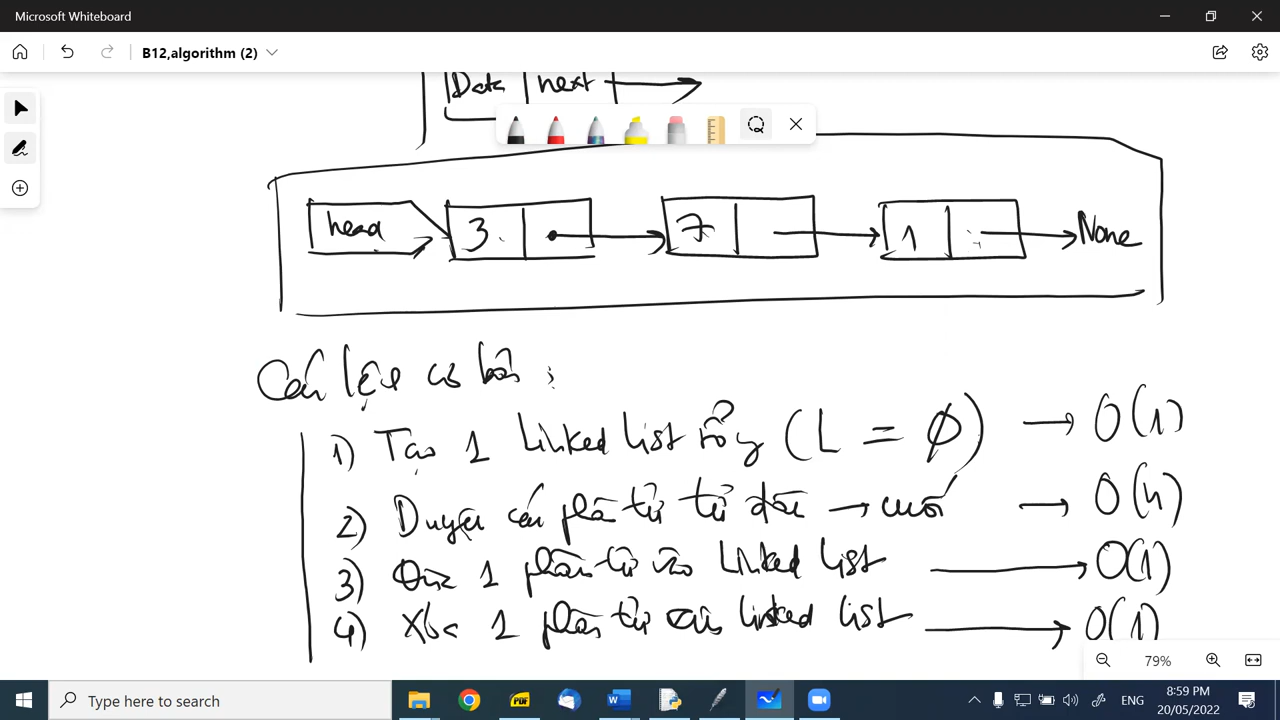 Microsoft Whiteboard
B12,algorithm (2)
Data next
head 3 7 1 None
Các lệnh cơ bản :
1) Tạo 1 Linked list rỗng (L = ∅) → O(1)
2) Duyệt các phần tử từ đầu → cuối → O(n)
3) 1 phần tử vào Linked list → O(1)
4) Xóa 1 phần tử của linked list → O(1)
79%
Type here to search
ENG
8:59 PM
20/05/2022